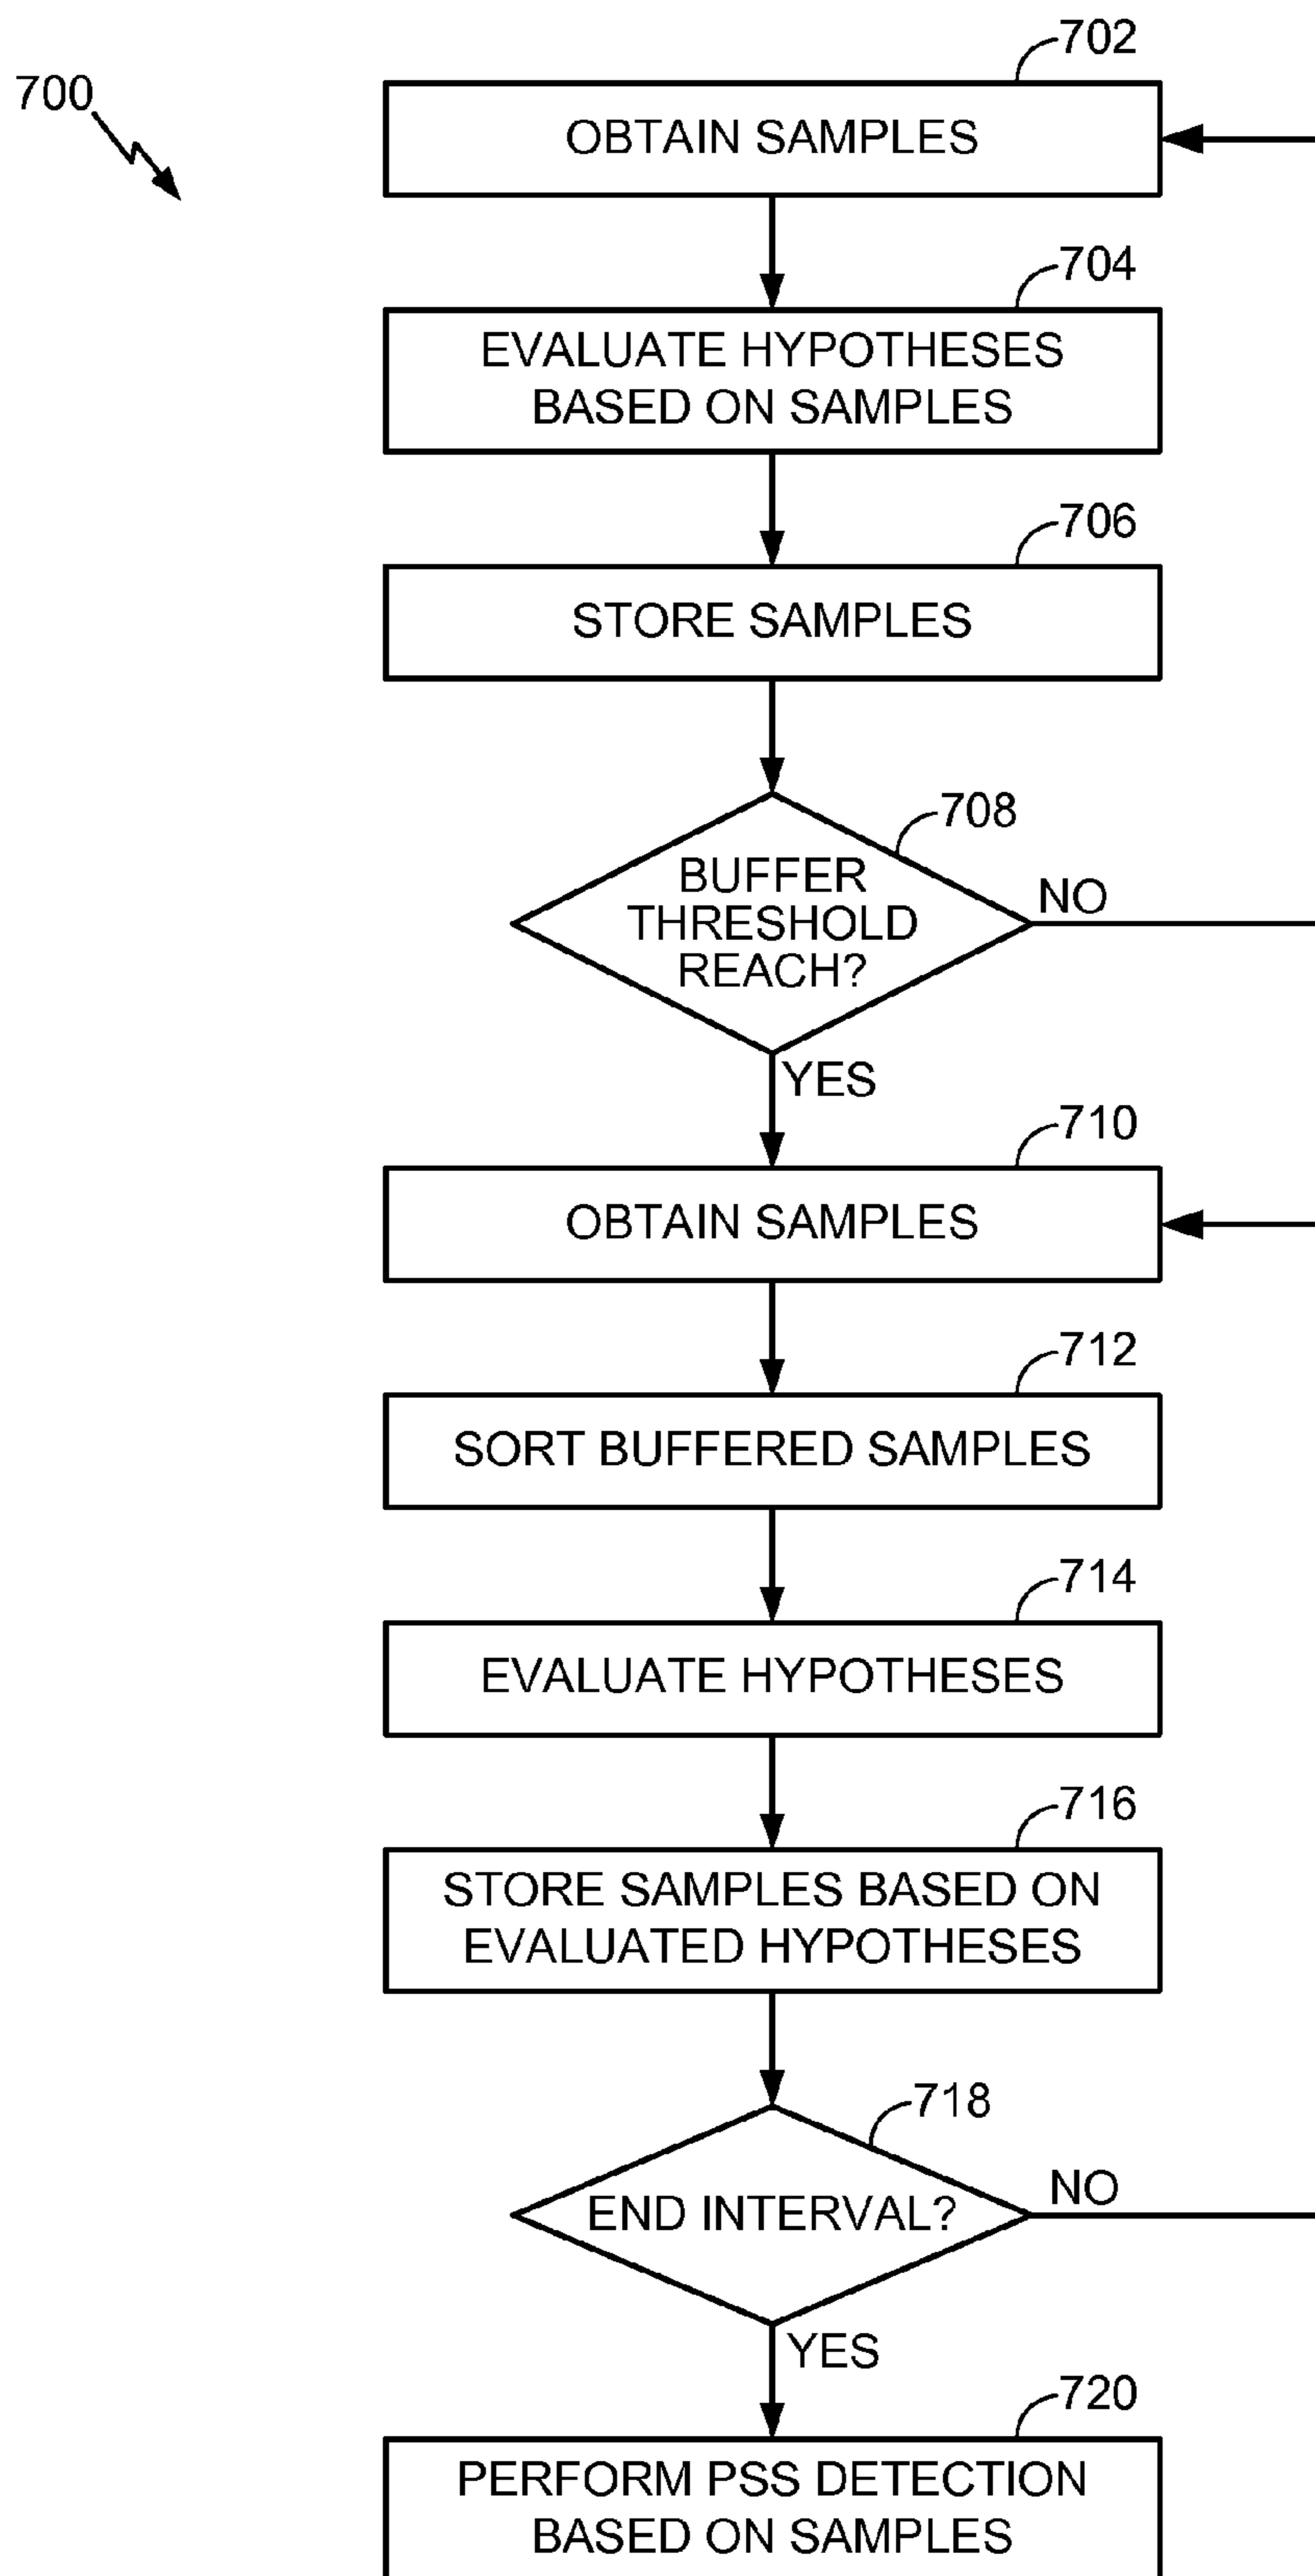 700
702
OBTAIN SAMPLES
704
EVALUATE HYPOTHESES
BASED ON SAMPLES
706
STORE SAMPLES
708
BUFFER
THRESHOLD
REACH?
NO
YES
710
OBTAIN SAMPLES
712
SORT BUFFERED SAMPLES
714
EVALUATE HYPOTHESES
716
STORE SAMPLES BASED ON
EVALUATED HYPOTHESES
718
END INTERVAL?
NO
YES
720
PERFORM PSS DETECTION
BASED ON SAMPLES